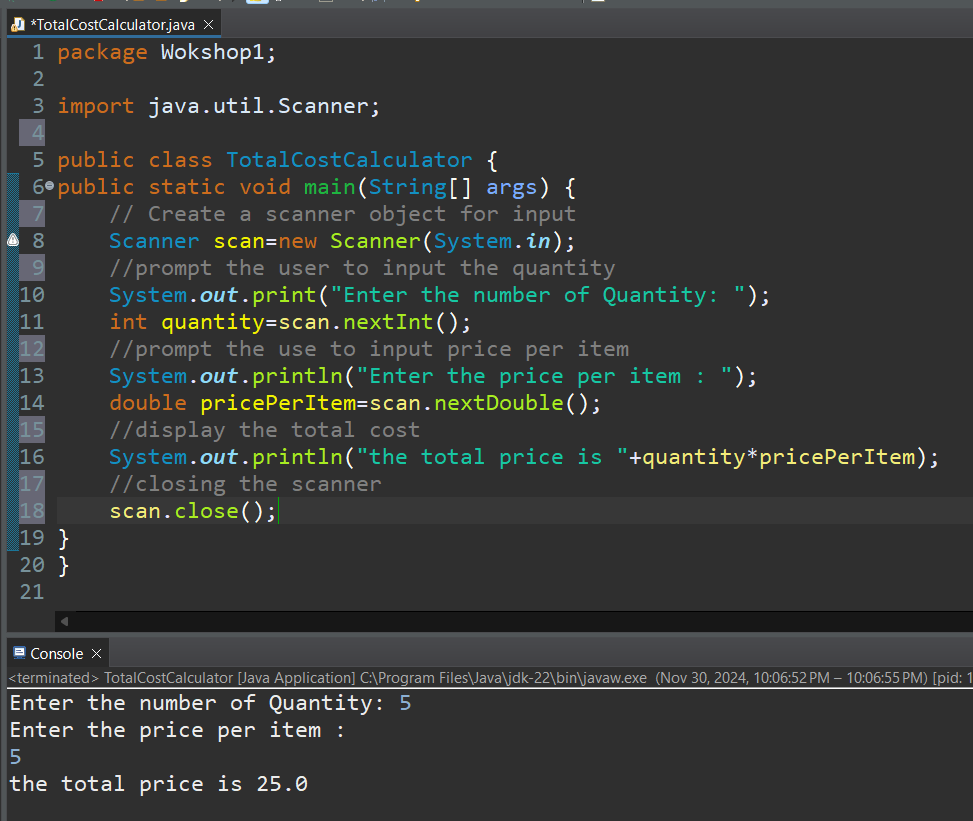 *TotalCostCalculator.java
1 package Wokshop1;
2
3 import java.util.Scanner;
4
5 public class TotalCostCalculator {
6 public static void main(String[] args) {
7 // Create a scanner object for input
8 Scanner scan=new Scanner(System.in);
9 //prompt the user to input the quantity
10 System.out.print("Enter the number of Quantity: ");
11 int quantity=scan.nextInt();
12 //prompt the use to input price per item
13 System.out.println("Enter the price per item : ");
14 double pricePerItem=scan.nextDouble();
15 //display the total cost
16 System.out.println("the total price is "+quantity*pricePerItem);
17 //closing the scanner
18 scan.close();
19 }
20 }
21
Console
<terminated> TotalCostCalculator [Java Application] C:\Program Files\Java\jdk-22\bin\javaw.exe (Nov 30, 2024, 10:06:52 PM – 10:06:55 PM) [pid: 1
Enter the number of Quantity: 5
Enter the price per item :
5
the total price is 25.0